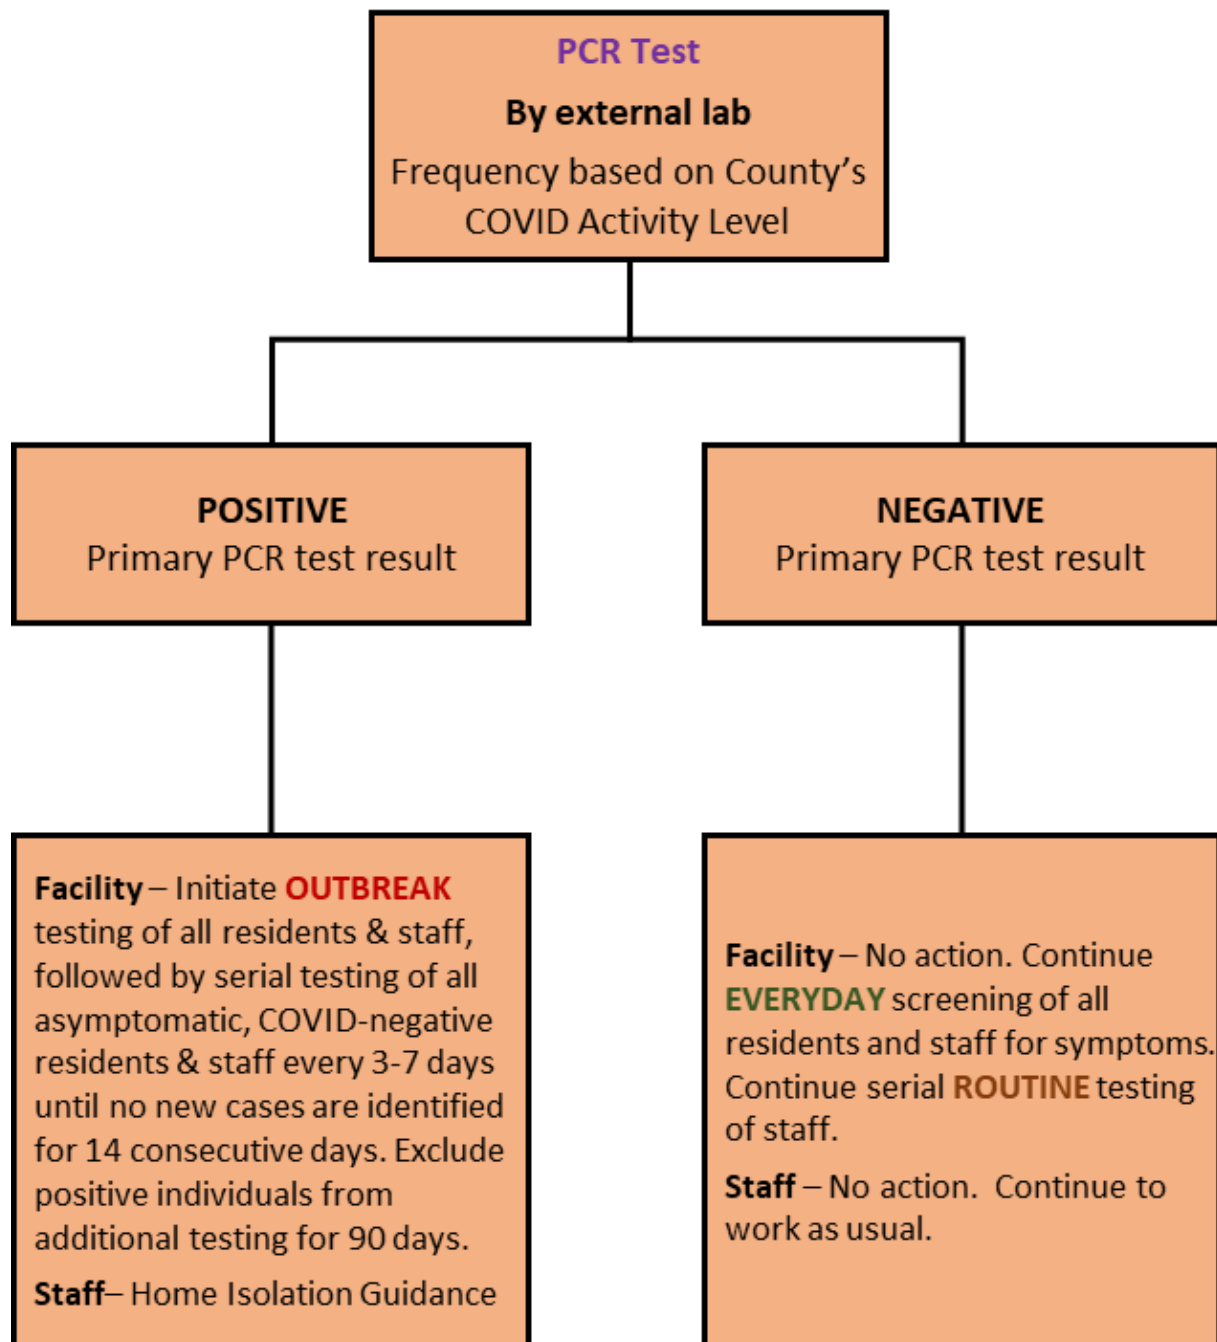 PCR Test
By external lab
Frequency based on County's
COVID Activity Level
POSITIVE
Primary PCR test result
NEGATIVE
Primary PCR test result
Facility – Initiate OUTBREAK
testing of all residents & staff,
followed by serial testing of all
asymptomatic, COVID-negative
residents & staff every 3-7 days
until no new cases are identified
for 14 consecutive days. Exclude
positive individuals from
additional testing for 90 days.
Staff– Home Isolation Guidance
Facility – No action. Continue
EVERYDAY screening of all
residents and staff for symptoms.
Continue serial ROUTINE testing
of staff.
Staff – No action.  Continue to
work as usual.